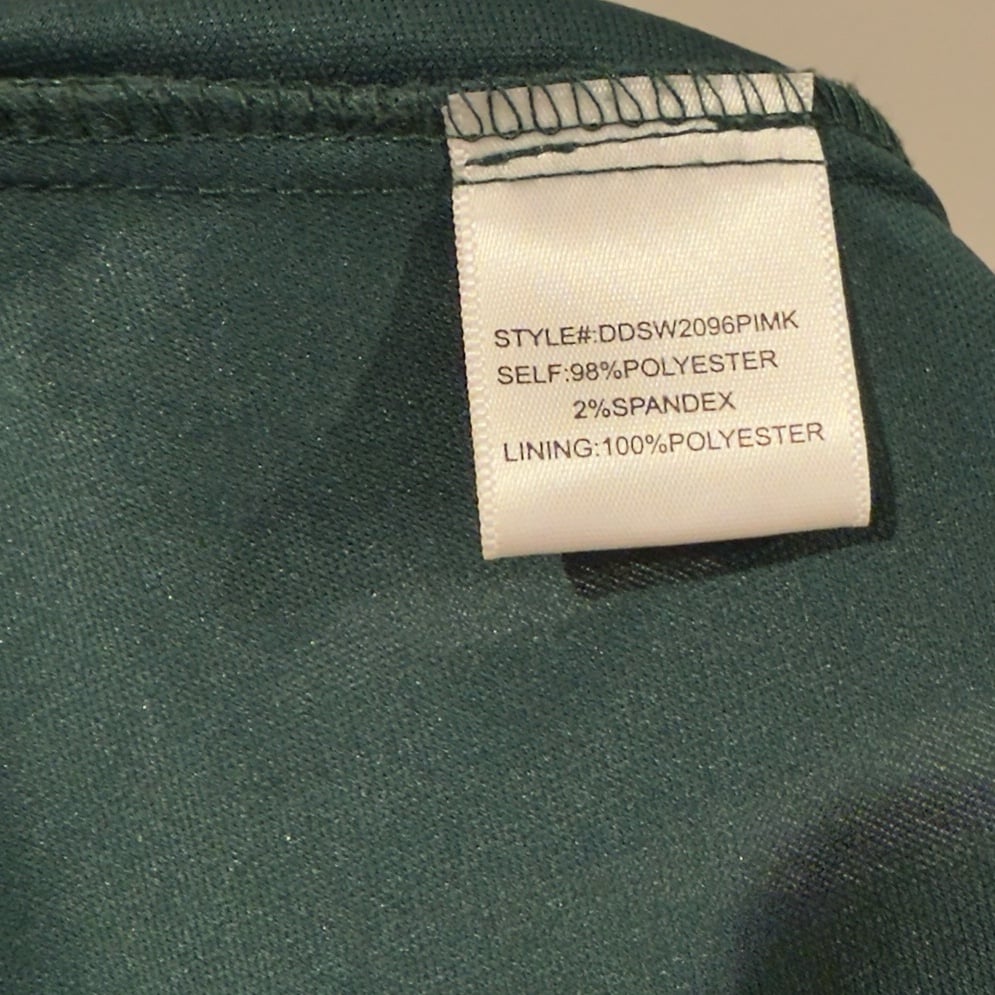 STYLE#:DDSW2096PIMK
SELF:98%POLYESTER
2%SPANDEX
LINING:100%POLYESTER